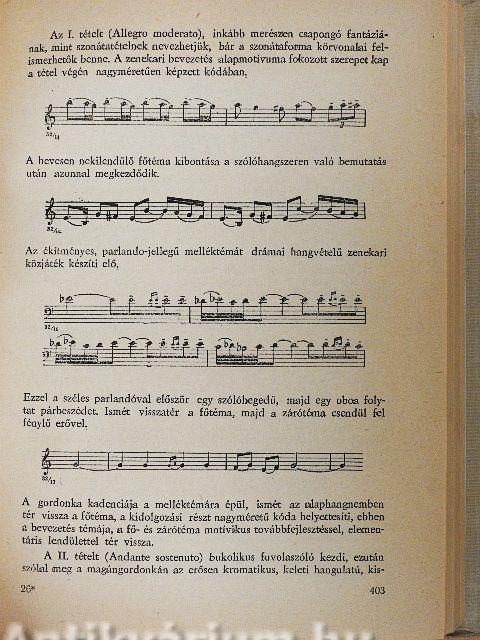 Az I. tételt (Allegro moderato), inkább merészen csapongó fantáziá-
nak, mint szonátatételnek nevezhetjük, bár a szonátaforma körvonalai fel-
ismerhetők benne. A zenekari bevezetés alapmotívuma fokozott szerepet kap
a tétel végén nagyméretűen képzett kódában.
A hevesen nekilendülő főtéma kibontása a szólóhangszeren való bemutatás
után azonnal megkezdődik.
Az ékítményes, parlando-jellegű melléktémát drámai hangvételű zenekari
közjáték készíti elő.
Ezzel a széles parlandóval először egy szólóhegedű, majd egy oboa foly-
tat párbeszédet. Ismét visszatér a főtéma, majd a zárótéma csendül fel
fénylő erővel.
A gordonka kadenciája a melléktémára épül, ismét az alaphangnemben
tér vissza a főtéma, a kidolgozási részt nagyméretű kóda helyettesíti, ebben
a bevezetés témája, a fő- és zárótéma motivikus továbbfejlesztéssel, elemen-
táris lendülettel tér vissza.
A II. tételt (Andante sostenuto) bukolikus fuvolaszóló kezdi, ezután
szólal meg a magángordonkán az erősen kromatikus, keleti hangulatú, kis-
26* 403